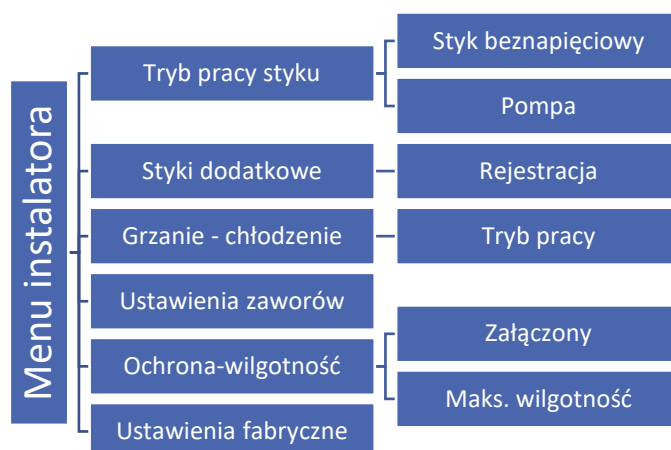 Menu instalatora
Tryb pracy styku
Styk beznapięciowy
Pompa
Styki dodatkowe
Rejestracja
Grzanie - chłodzenie
Tryb pracy
Ustawienia zaworów
Ochrona-wilgotność
Załączony
Maks. wilgotność
Ustawienia fabryczne